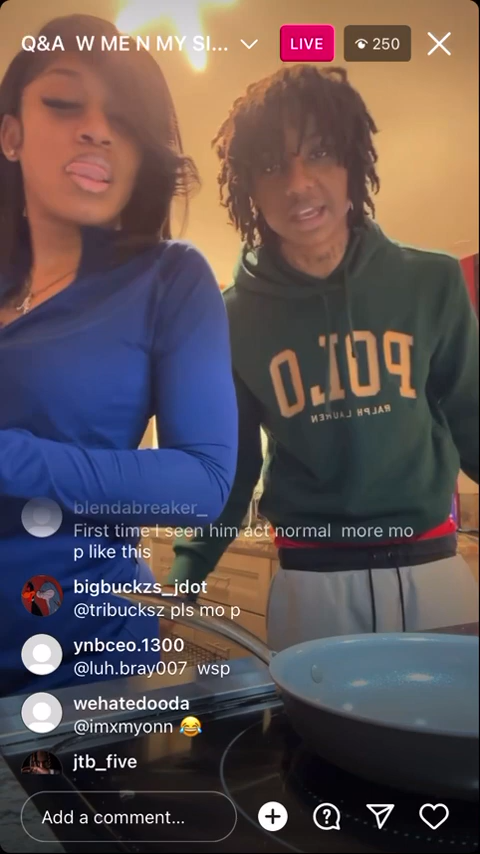 Q&A W ME N MY SI...
LIVE
250
POLO
RALPH LAUREN
blendabreaker_
First time I seen him act normal more mo
p like this
bigbuckzs_jdot
@tribucksz pls mo p
ynbceo.1300
@luh.bray007 wsp
wehatedooda
@imxmyonn 😂
jtb_five
Add a comment...